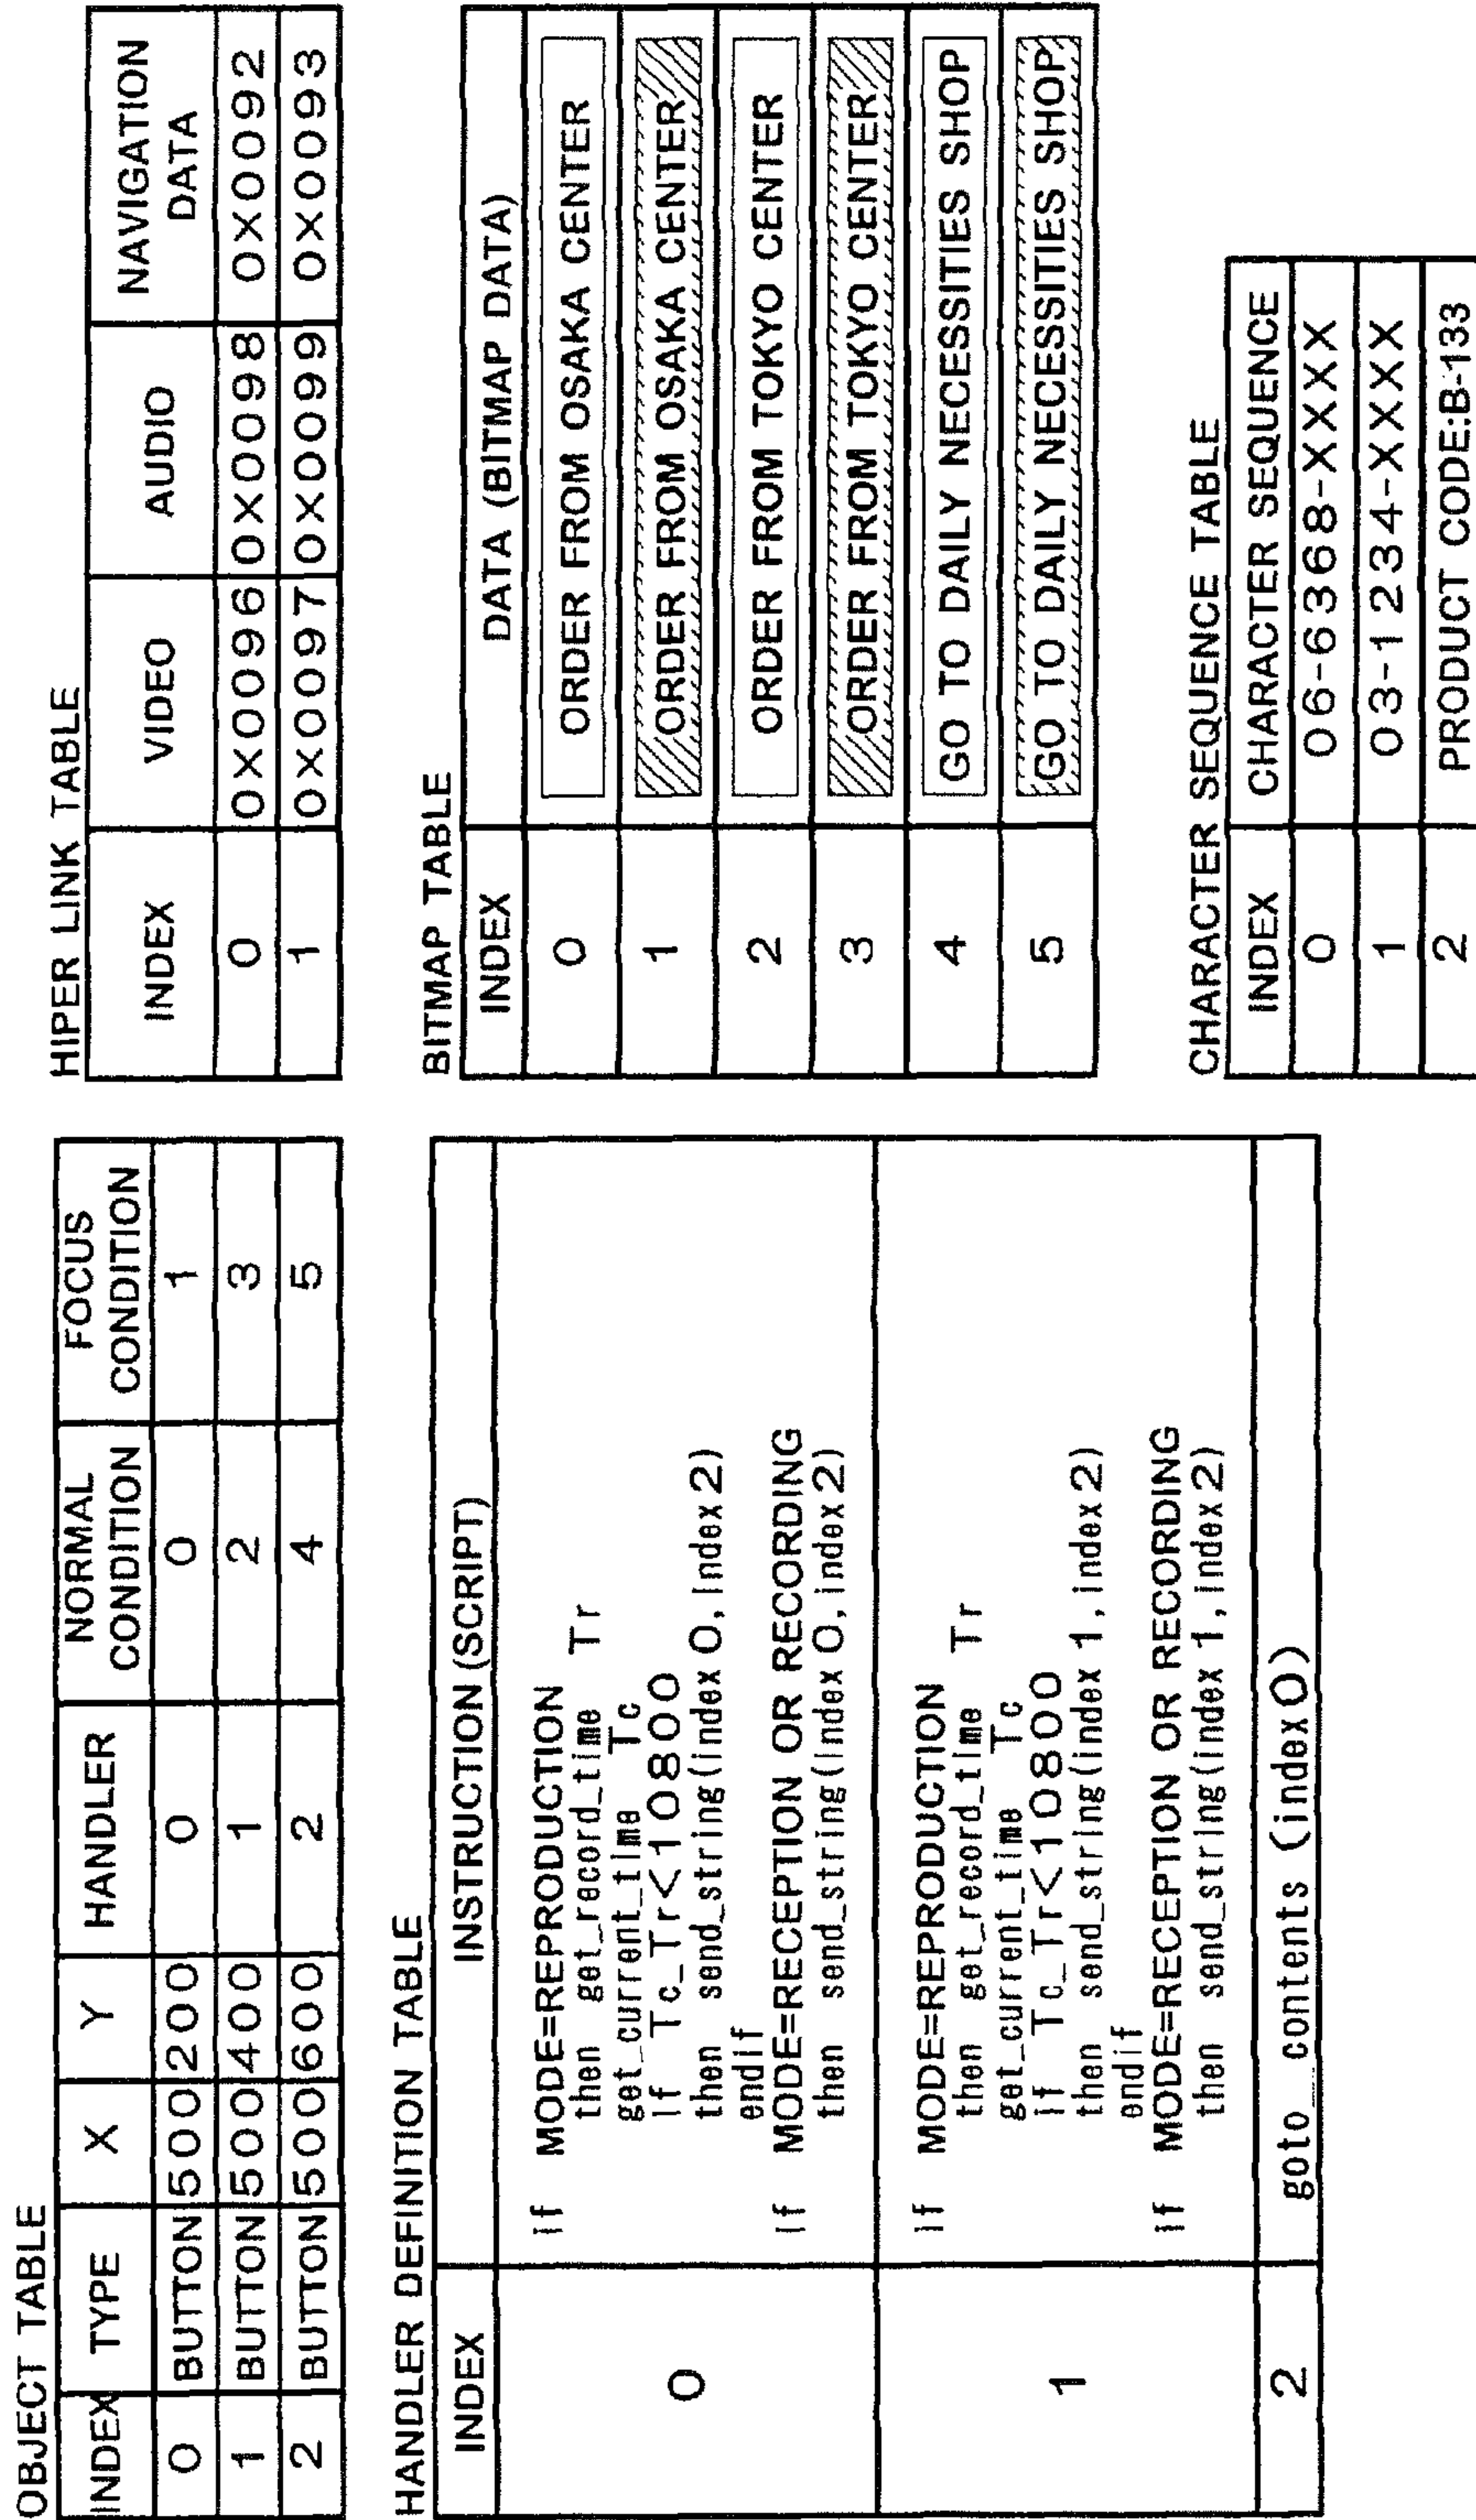 OBJECT TABLE
INDEX TYPE X Y HANDLER NORMAL CONDITION FOCUS CONDITION
0 BUTTON 500 200 0 0 1
1 BUTTON 500 400 1 2 3
2 BUTTON 500 600 2 4 5
HANDLER DEFINITION TABLE
INDEX INSTRUCTION (SCRIPT)
0
if MODE=REPRODUCTION
then get_record_time Tr
get_current_time Tc
if Tc_Tr<10800
then send_string(index 0, index 2)
endif
if MODE=RECEPTION OR RECORDING
then send_string(index 0, index 2)
1
if MODE=REPRODUCTION
then get_record_time Tr
get_current_time Tc
if Tc_Tr<10800
then send_string(index 1, index 2)
endif
if MODE=RECEPTION OR RECORDING
then send_string(index 1, index 2)
2 goto_contents (index 0)
HIPER LINK TABLE
INDEX VIDEO AUDIO NAVIGATION DATA
0 0X0096 0X0098 0X0092
1 0X0097 0X0099 0X0093
BITMAP TABLE
INDEX DATA (BITMAP DATA)
0 ORDER FROM OSAKA CENTER
1 ORDER FROM OSAKA CENTER
2 ORDER FROM TOKYO CENTER
3 ORDER FROM TOKYO CENTER
4 GO TO DAILY NECESSITIES SHOP
5 GO TO DAILY NECESSITIES SHOP
CHARACTER SEQUENCE TABLE
INDEX CHARACTER SEQUENCE
0 06-6368-XXXX
1 03-1234-XXXX
2 PRODUCT CODE:B-133